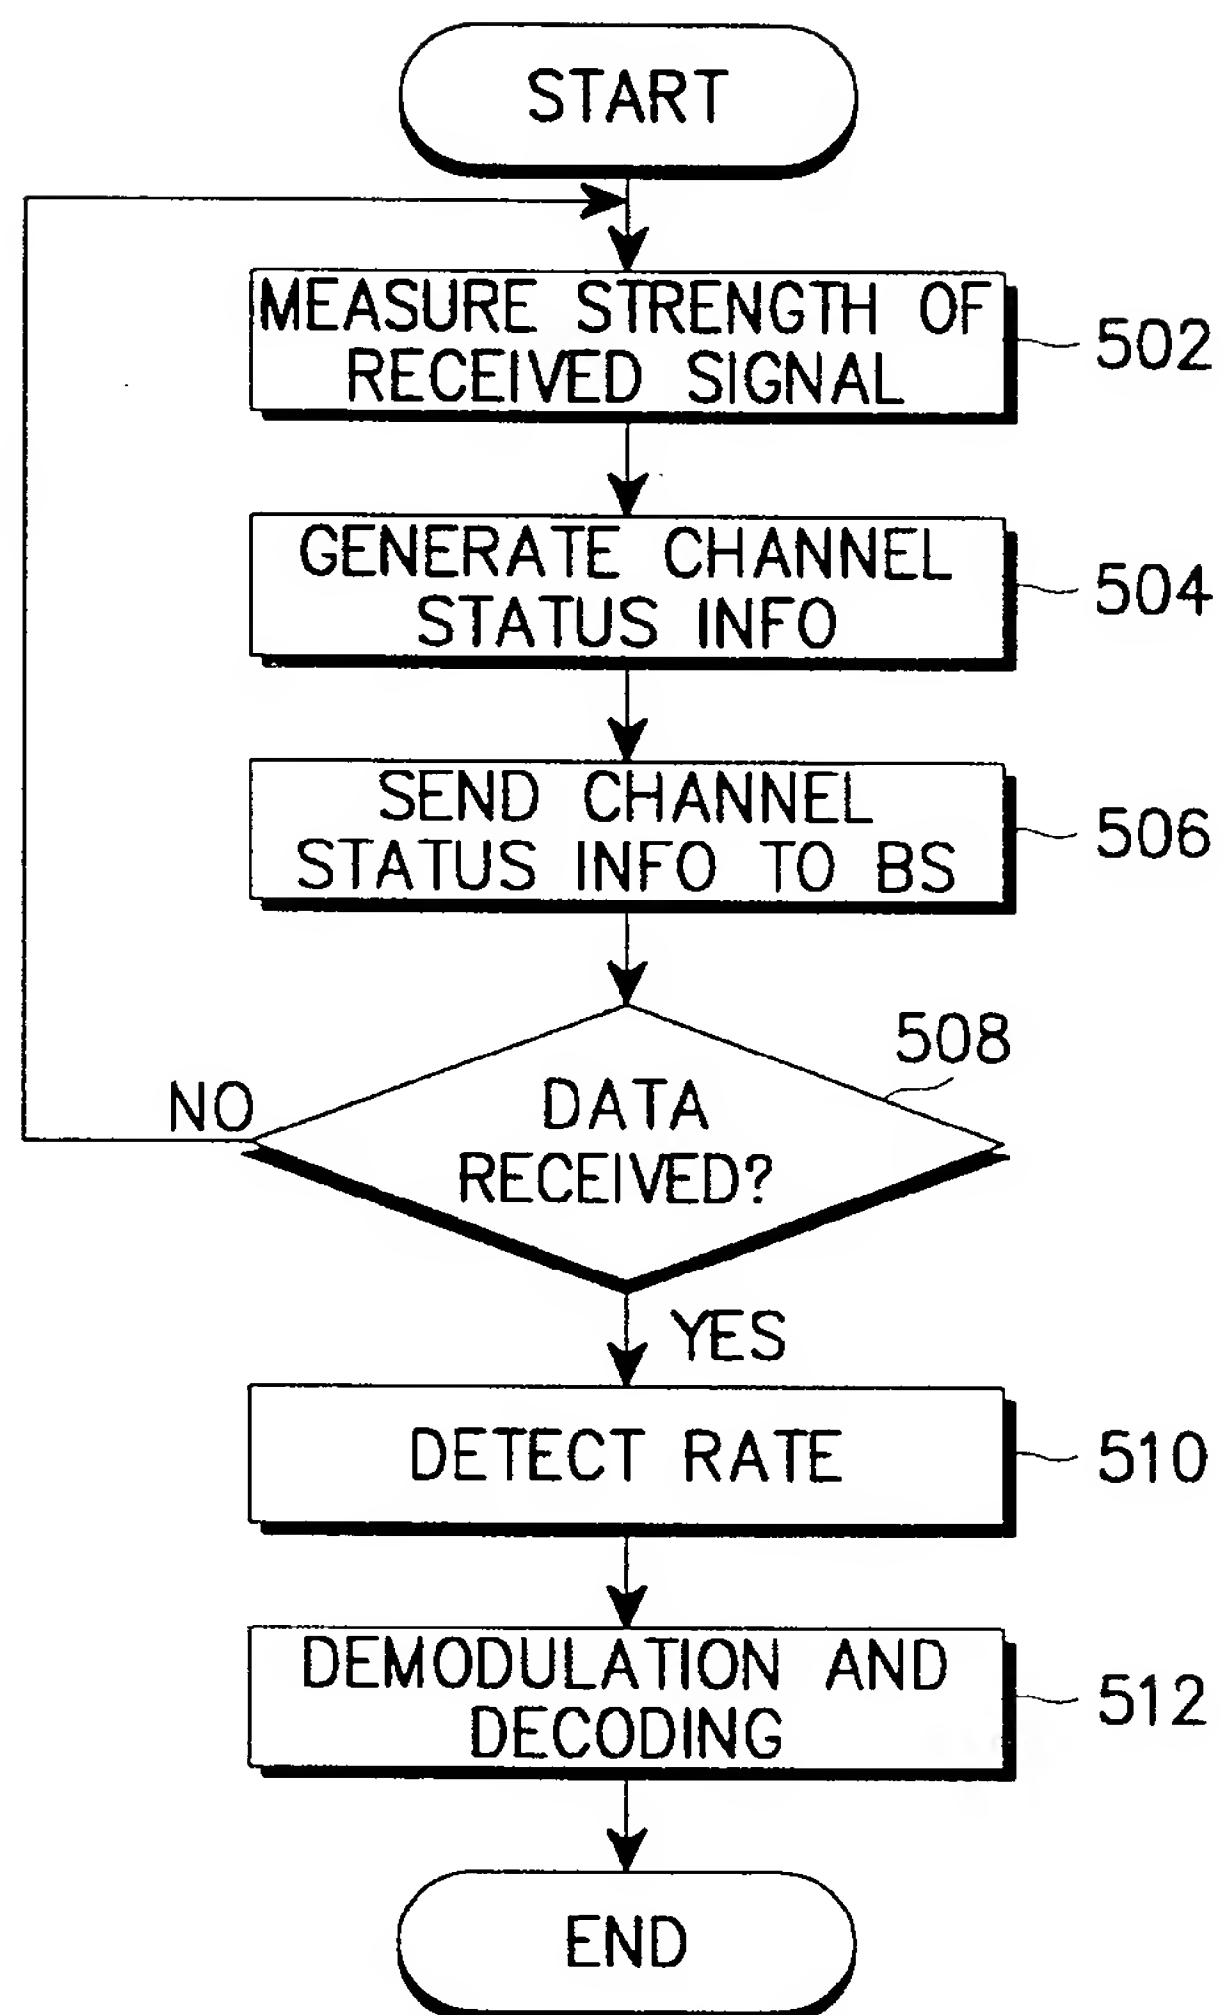 START
MEASURE STRENGTH OF
RECEIVED SIGNAL
502
GENERATE CHANNEL
STATUS INFO
504
SEND CHANNEL
STATUS INFO TO BS
506
508
NO
DATA
RECEIVED?
YES
DETECT RATE
510
DEMODULATION AND
DECODING
512
END